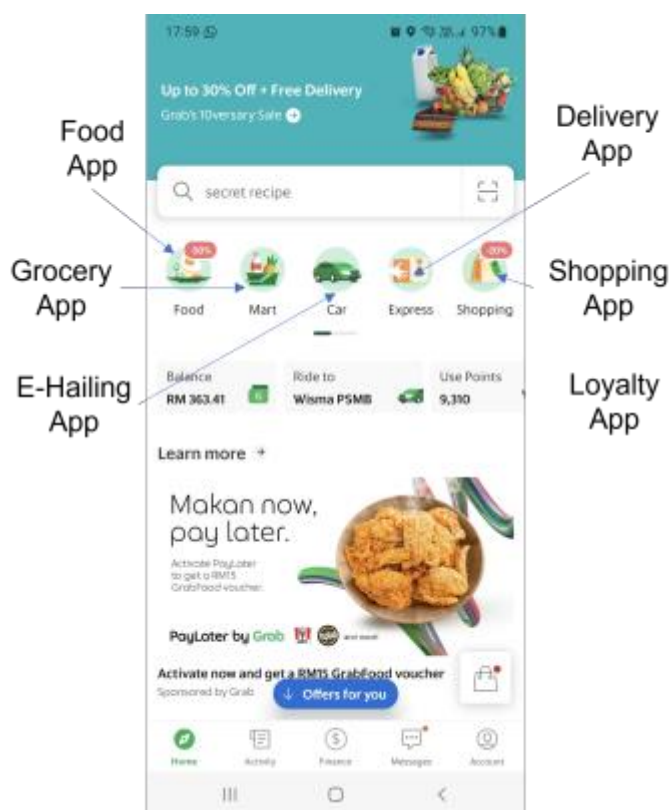 17:59
97%
Up to 30% Off + Free Delivery
Grab's 10versary Sale
Food
App
Delivery
App
secret recipe
-50%
Grocery
App
Shopping
App
Food Mart Car Express Shopping
E-Hailing
App
Loyalty
App
Balance
RM 363.41
Ride to
Wisma PSMB
Use Points
9,310
Learn more
Makan now,
pay later.
Activate PayLater
to get a RM15
GrabFood voucher.
PayLater by Grab
and more!
Activate now and get a RM15 GrabFood voucher
Sponsored by Grab
Offers for you
Home Activity Finance Messages Account